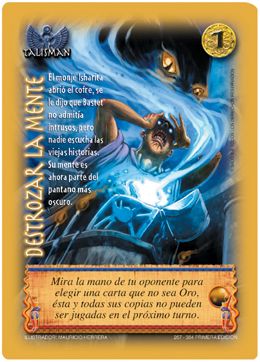 TALISMAN
1
DESTROZAR LA MENTE
El monje Isharita
abrió el cofre, se
le dijo que Bastet
no admitía
intrusos, pero
nadie escucha las
viejas historias.
Su mente es
ahora parte del
pantano más
oscuro.
Mira la mano de tu oponente para
elegir una carta que no sea Oro,
ésta y todas sus copias no pueden
ser jugadas en el próximo turno.
ILUSTRADOR: MAURICIO HERRERA
267 - 384 PRIMERA EDICION